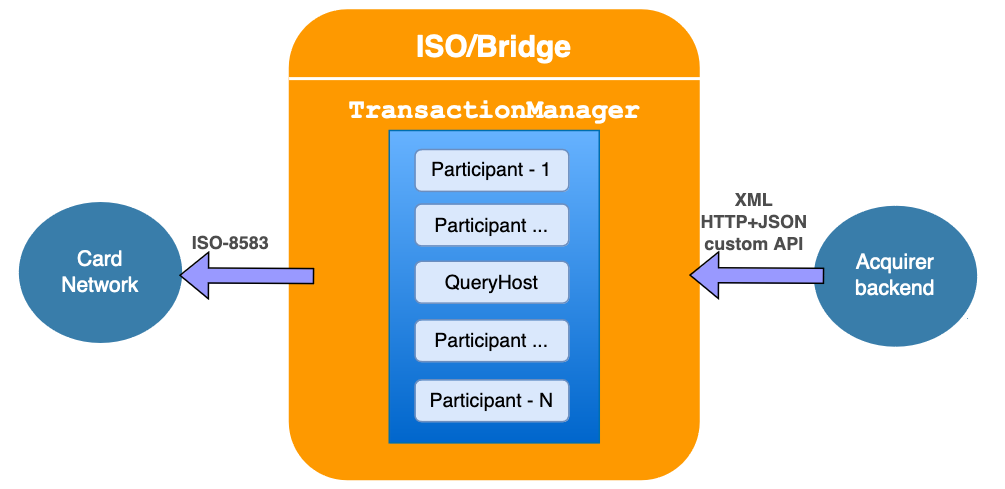 ISO/Bridge
TransactionManager
Participant - 1
Participant ...
QueryHost
Participant ...
Participant - N
Card
Network
ISO-8583
XML
HTTP+JSON
custom API
Acquirer
backend